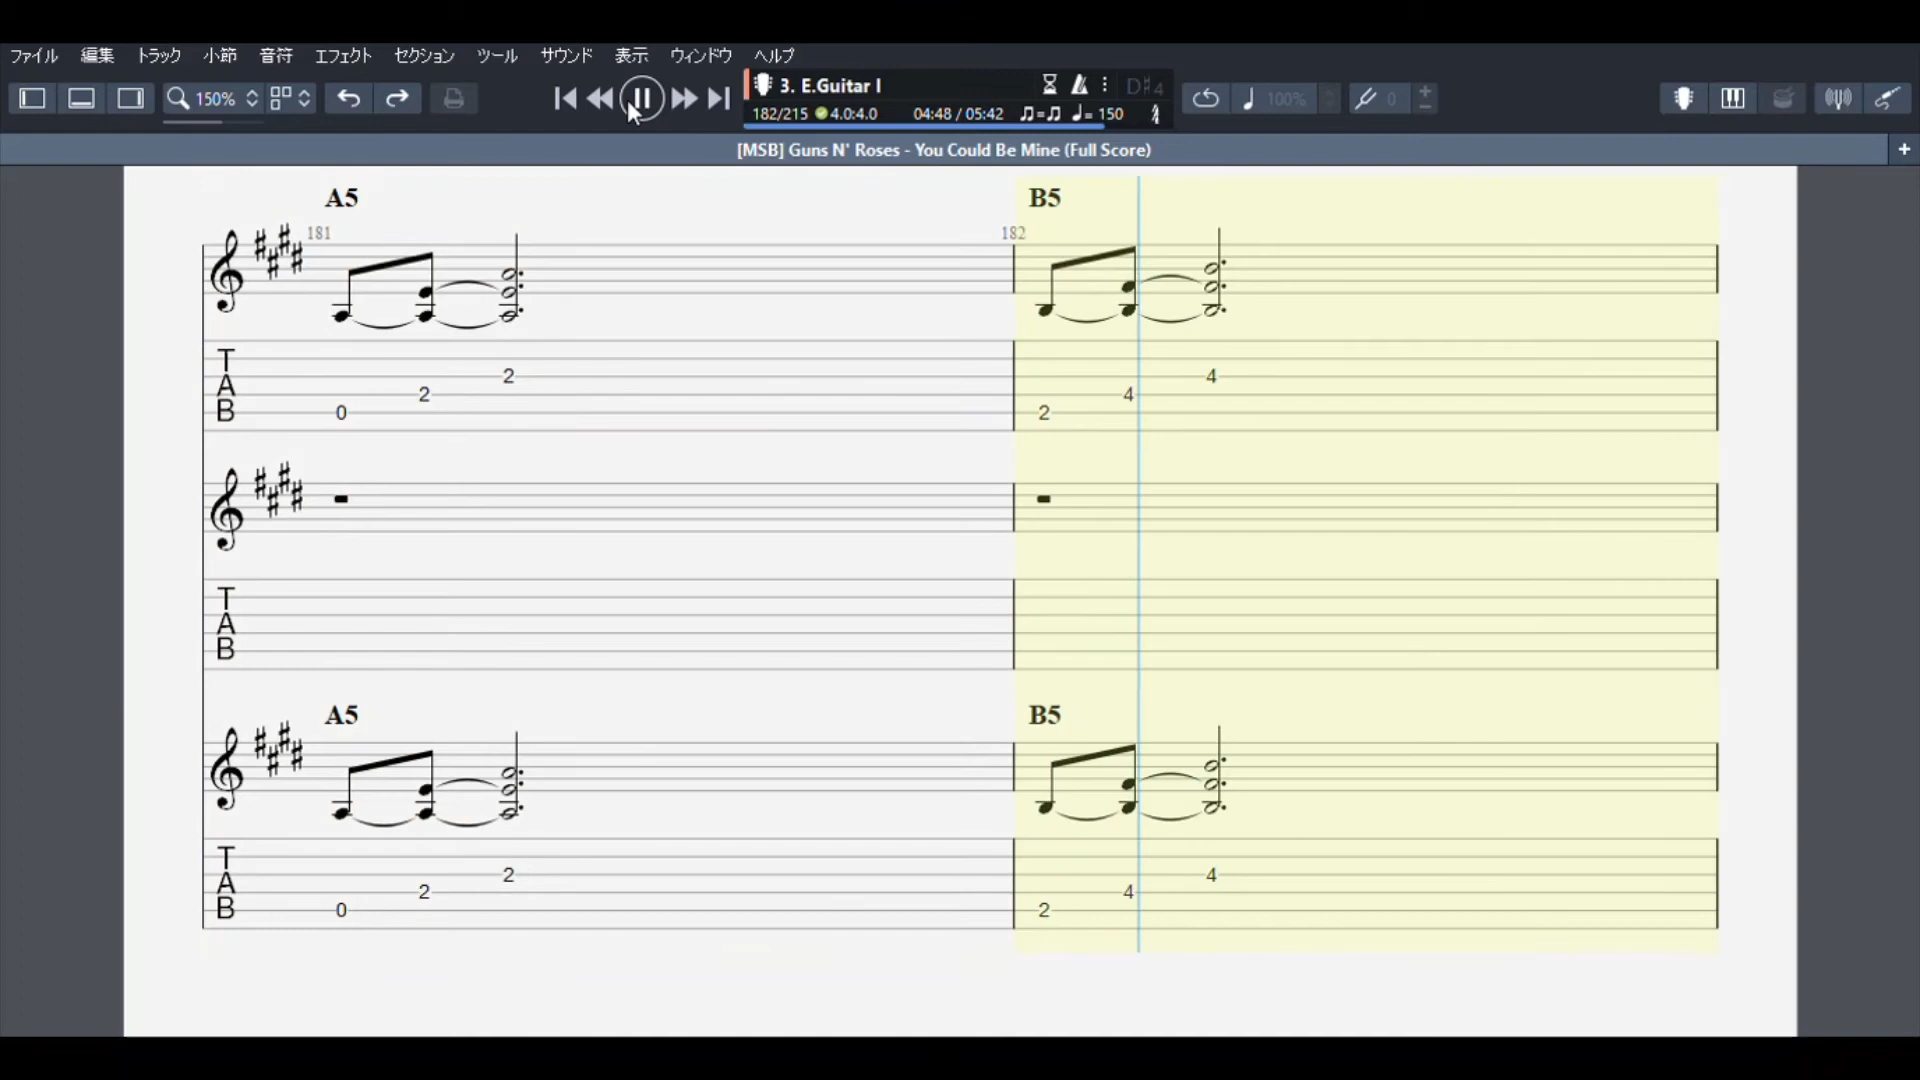 ファイル 編集 トラック 小節 音符 エフェクト セクション ツール サウンド 表示 ウィンドウ ヘルプ
150%
3. E.Guitar I
D♯4
182/215 4.0:4.0 04:48 / 05:42 ♫=♫ ♩= 150
100%
0
[MSB] Guns N' Roses - You Could Be Mine (Full Score)
+
A5 B5
181 182
T
A
B
2 4
2 4
0 2
T
A
B
A5 B5
T
A
B
2 4
2 4
0 2